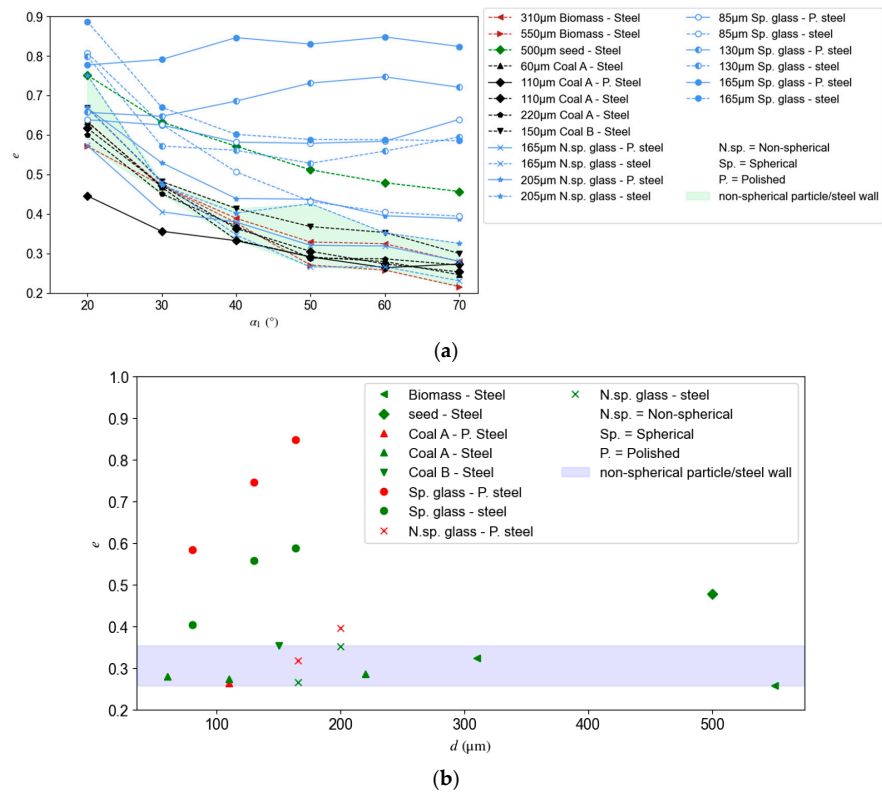 0.9
0.8
0.7
0.6
0.5
0.4
0.3
0.2
e
20 30 40 50 60 70
α₁ (°)
310μm Biomass - Steel
550μm Biomass - Steel
500μm seed - Steel
60μm Coal A - Steel
110μm Coal A - P. Steel
110μm Coal A - Steel
220μm Coal A - Steel
150μm Coal B - Steel
165μm N.sp. glass - P. steel
165μm N.sp. glass - steel
205μm N.sp. glass - P. steel
205μm N.sp. glass - steel
85μm Sp. glass - P. steel
85μm Sp. glass - steel
130μm Sp. glass - P. steel
130μm Sp. glass - steel
165μm Sp. glass - P. steel
165μm Sp. glass - steel
N.sp. = Non-spherical
Sp. = Spherical
P. = Polished
non-spherical particle/steel wall
(a)
1.0
0.9
0.8
0.7
0.6
0.5
0.4
0.3
0.2
e
100 200 300 400 500
d (μm)
Biomass - Steel
seed - Steel
Coal A - P. Steel
Coal A - Steel
Coal B - Steel
Sp. glass - P. steel
Sp. glass - steel
N.sp. glass - P. steel
N.sp. glass - steel
N.sp. = Non-spherical
Sp. = Spherical
P. = Polished
non-spherical particle/steel wall
(b)